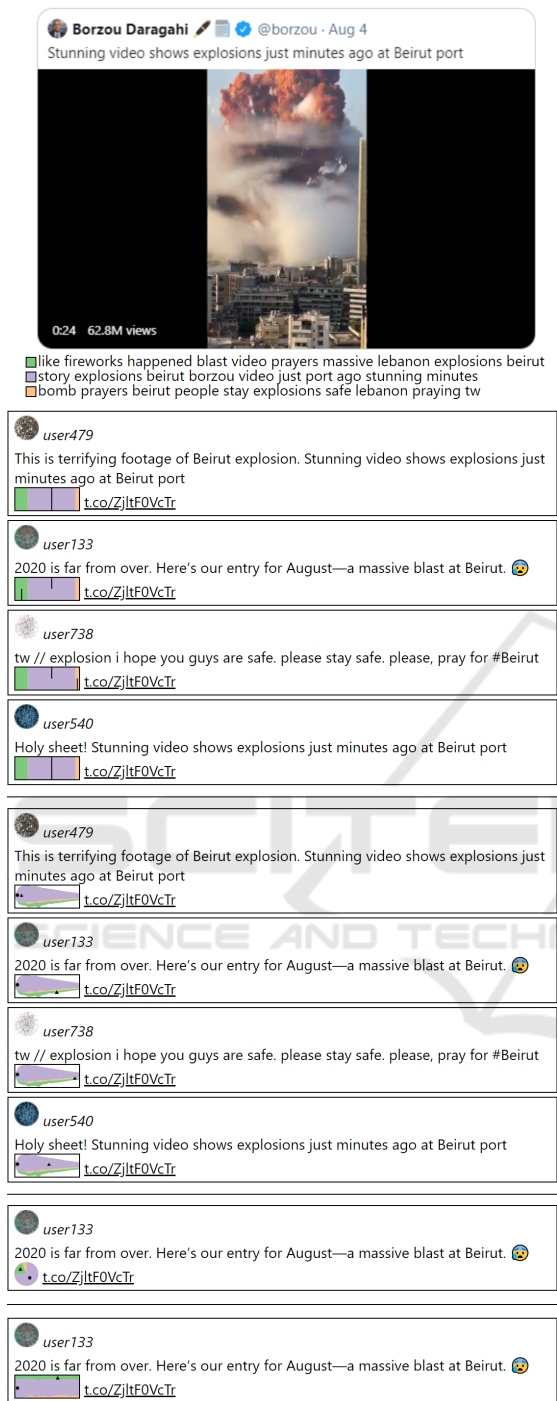 Borzou Daragahi 🖋️ 🗒️ @borzou · Aug 4
Stunning video shows explosions just minutes ago at Beirut port
0:24 62.8M views
like fireworks happened blast video prayers massive lebanon explosions beirut
story explosions beirut borzou video just port ago stunning minutes
bomb prayers beirut people stay explosions safe lebanon praying tw
user479
This is terrifying footage of Beirut explosion. Stunning video shows explosions just
minutes ago at Beirut port
t.co/ZjltF0VcTr
user133
2020 is far from over. Here's our entry for August—a massive blast at Beirut. 😰
t.co/ZjltF0VcTr
user738
tw // explosion i hope you guys are safe. please stay safe. please, pray for #Beirut
t.co/ZjltF0VcTr
user540
Holy sheet! Stunning video shows explosions just minutes ago at Beirut port
t.co/ZjltF0VcTr
user479
This is terrifying footage of Beirut explosion. Stunning video shows explosions just
minutes ago at Beirut port
t.co/ZjltF0VcTr
user133
2020 is far from over. Here's our entry for August—a massive blast at Beirut. 😰
t.co/ZjltF0VcTr
user738
tw // explosion i hope you guys are safe. please stay safe. please, pray for #Beirut
t.co/ZjltF0VcTr
user540
Holy sheet! Stunning video shows explosions just minutes ago at Beirut port
t.co/ZjltF0VcTr
user133
2020 is far from over. Here's our entry for August—a massive blast at Beirut. 😰
t.co/ZjltF0VcTr
user133
2020 is far from over. Here's our entry for August—a massive blast at Beirut. 😰
t.co/ZjltF0VcTr
SCITE
SCIENCE AND TECH